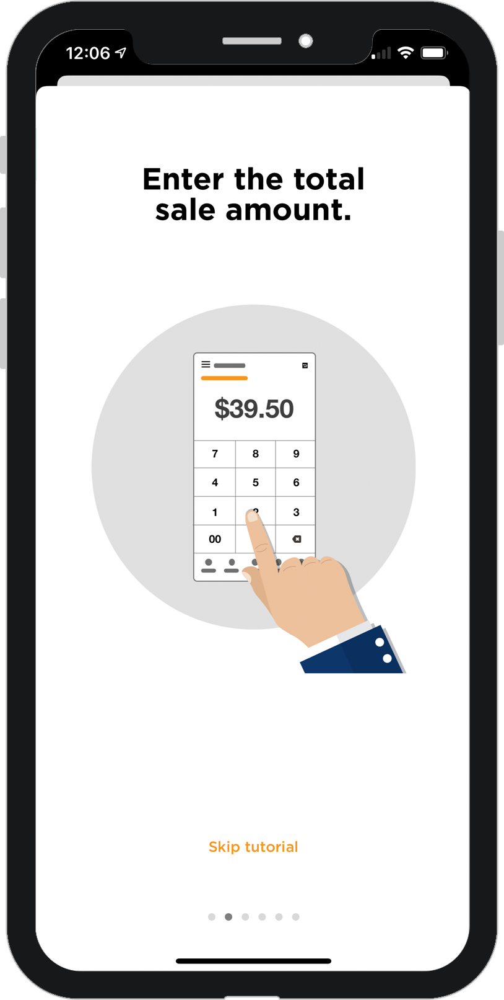 12:06
Enter the total
sale amount.
$39.50
7 8 9
4 5 6
1 2 3
00
Skip tutorial